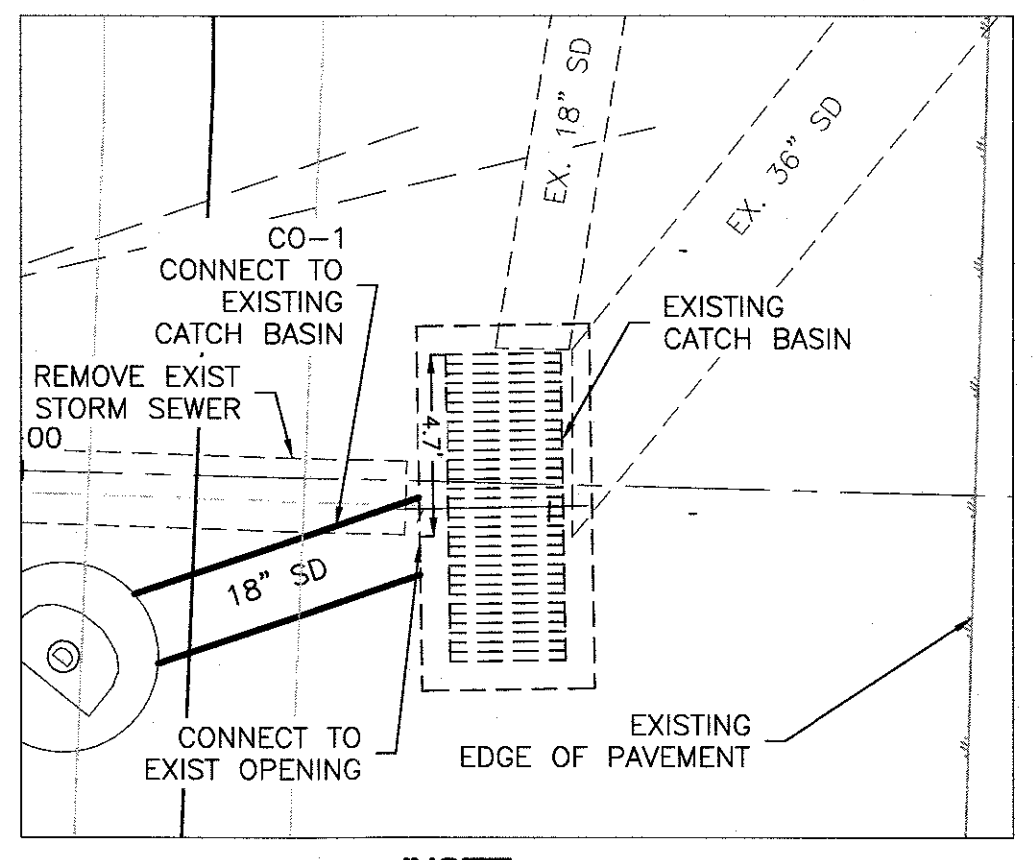 EX. 18" SD
EX. 36" SD
CO-1
CONNECT TO
EXISTING
CATCH BASIN
EXISTING
CATCH BASIN
REMOVE EXIST
STORM SEWER
00
4.7'
18" SD
D
CONNECT TO
EXIST OPENING
EXISTING
EDGE OF PAVEMENT